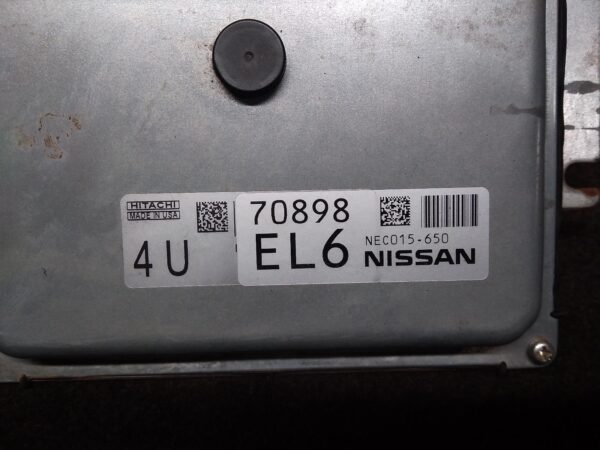 HITACHI
MADE IN USA
4U
70898
EL6
NEC015-650
NISSAN